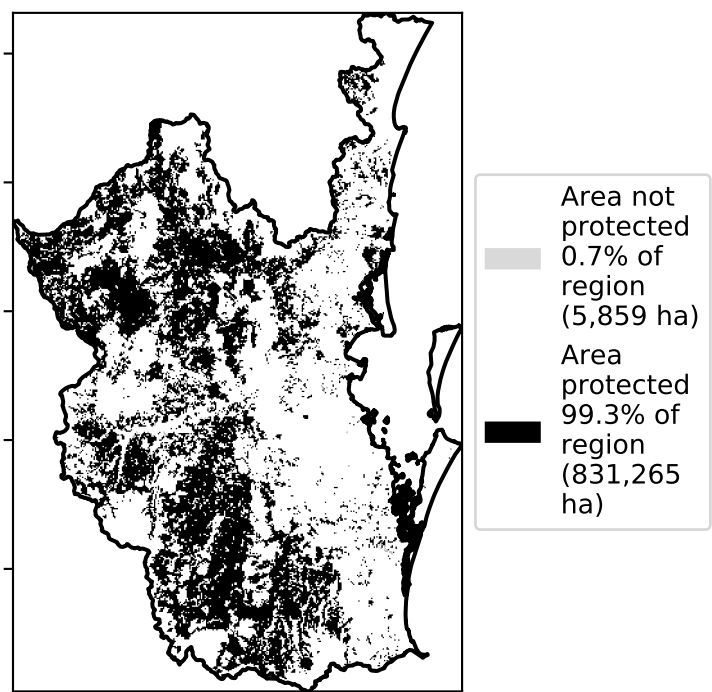 Area not
protected
0.7% of
region
(5,859 ha)
Area
protected
99.3% of
region
(831,265
ha)